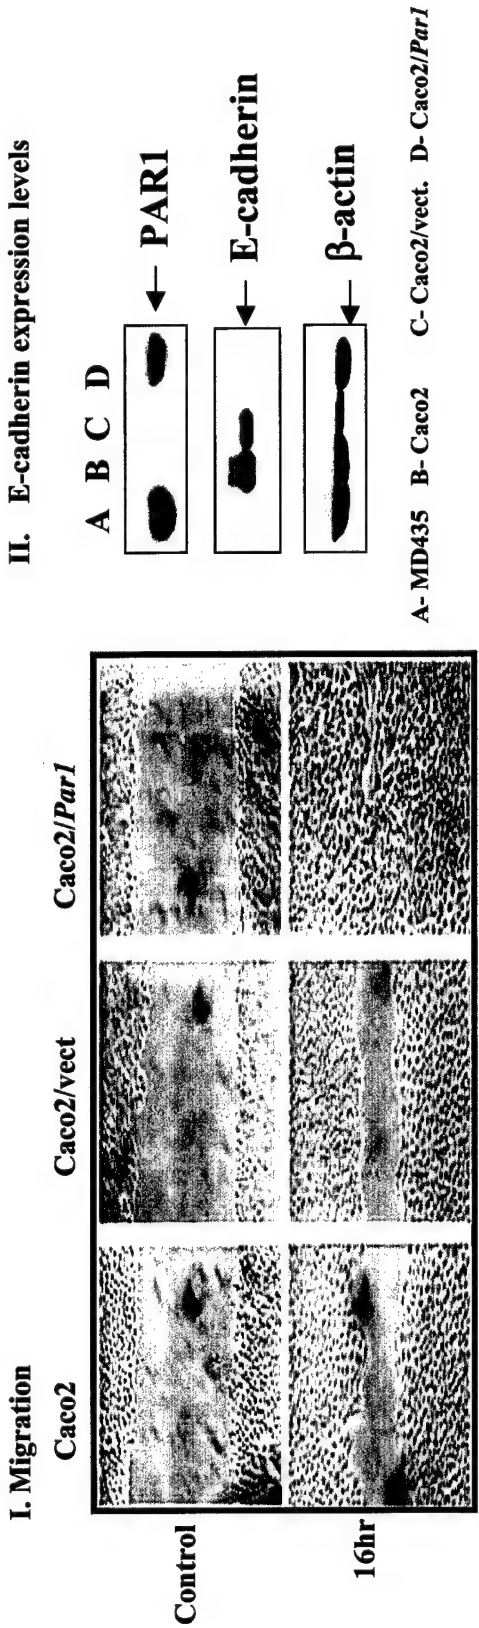 I. Migration
Caco2 Caco2/vect Caco2/Par1
Control
16hr
II. E-cadherin expression levels
A B C D
PAR1
E-cadherin
β-actin
A- MD435 B- Caco2 C- Caco2/vect. D- Caco2/Par1